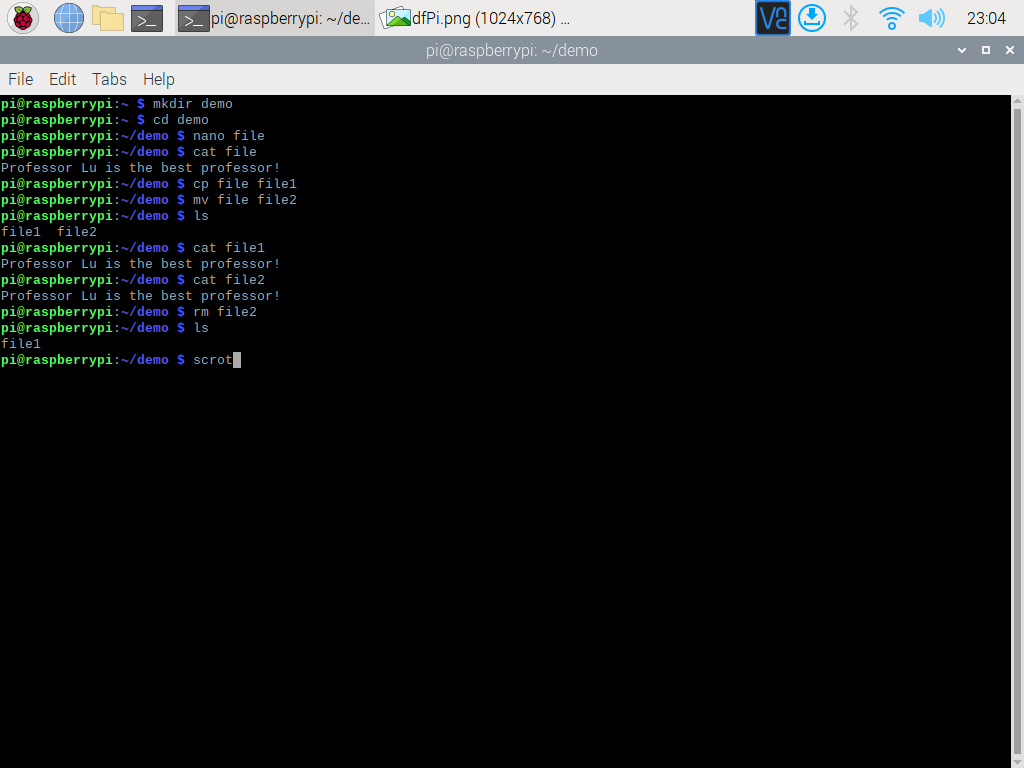 pi@raspberrypi: ~/de... dfPi.png (1024x768) ... 23:04
pi@raspberrypi: ~/demo
File Edit Tabs Help
pi@raspberrypi:~ $ mkdir demo
pi@raspberrypi:~ $ cd demo
pi@raspberrypi:~/demo $ nano file
pi@raspberrypi:~/demo $ cat file
Professor Lu is the best professor!
pi@raspberrypi:~/demo $ cp file file1
pi@raspberrypi:~/demo $ mv file file2
pi@raspberrypi:~/demo $ ls
file1  file2
pi@raspberrypi:~/demo $ cat file1
Professor Lu is the best professor!
pi@raspberrypi:~/demo $ cat file2
Professor Lu is the best professor!
pi@raspberrypi:~/demo $ rm file2
pi@raspberrypi:~/demo $ ls
file1
pi@raspberrypi:~/demo $ scrot